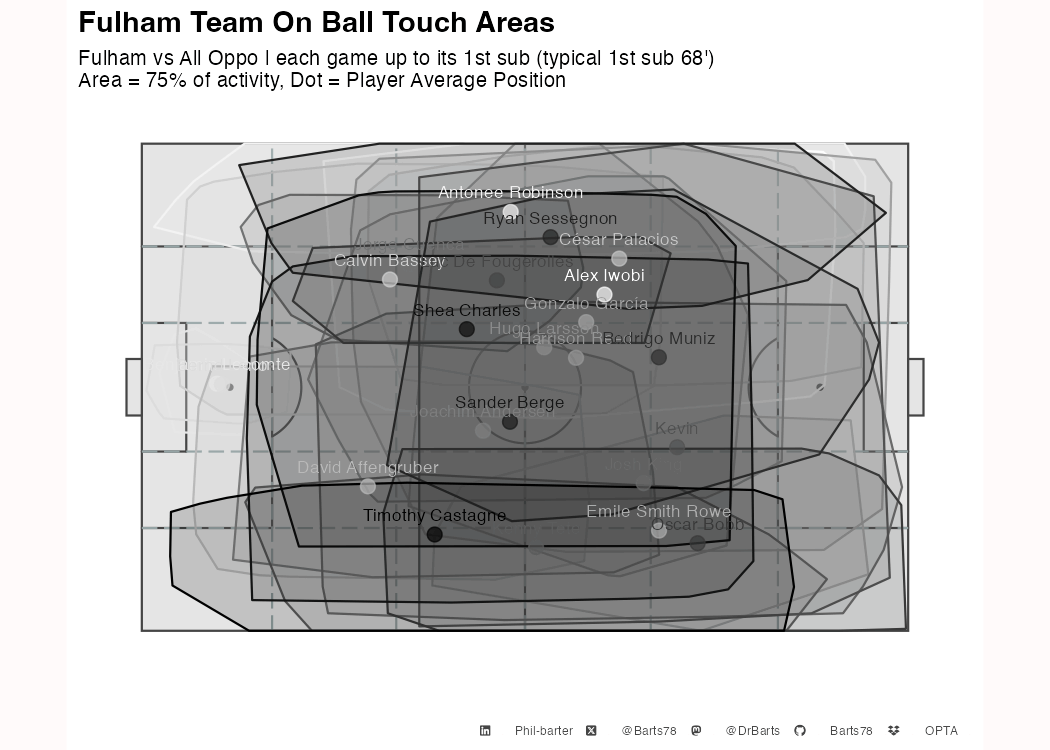 Fulham Team On Ball Touch Areas
Fulham vs All Oppo | each game up to its 1st sub (typical 1st sub 68')
Area = 75% of activity, Dot = Player Average Position
Antonee Robinson
Ryan Sessegnon
César Palacios
Calvin Bassey
De Fougerolles
Alex Iwobi
Gonzalo García
Shea Charles
Hugo Larsson
Harrison
Rodrigo Muniz
Sander Berge
Joachim Andersen
Kevin
David Affengruber
Timothy Castagne
Emile Smith Rowe
Oscar Bobb
Phil-barter
@Barts78
@DrBarts
Barts78
OPTA